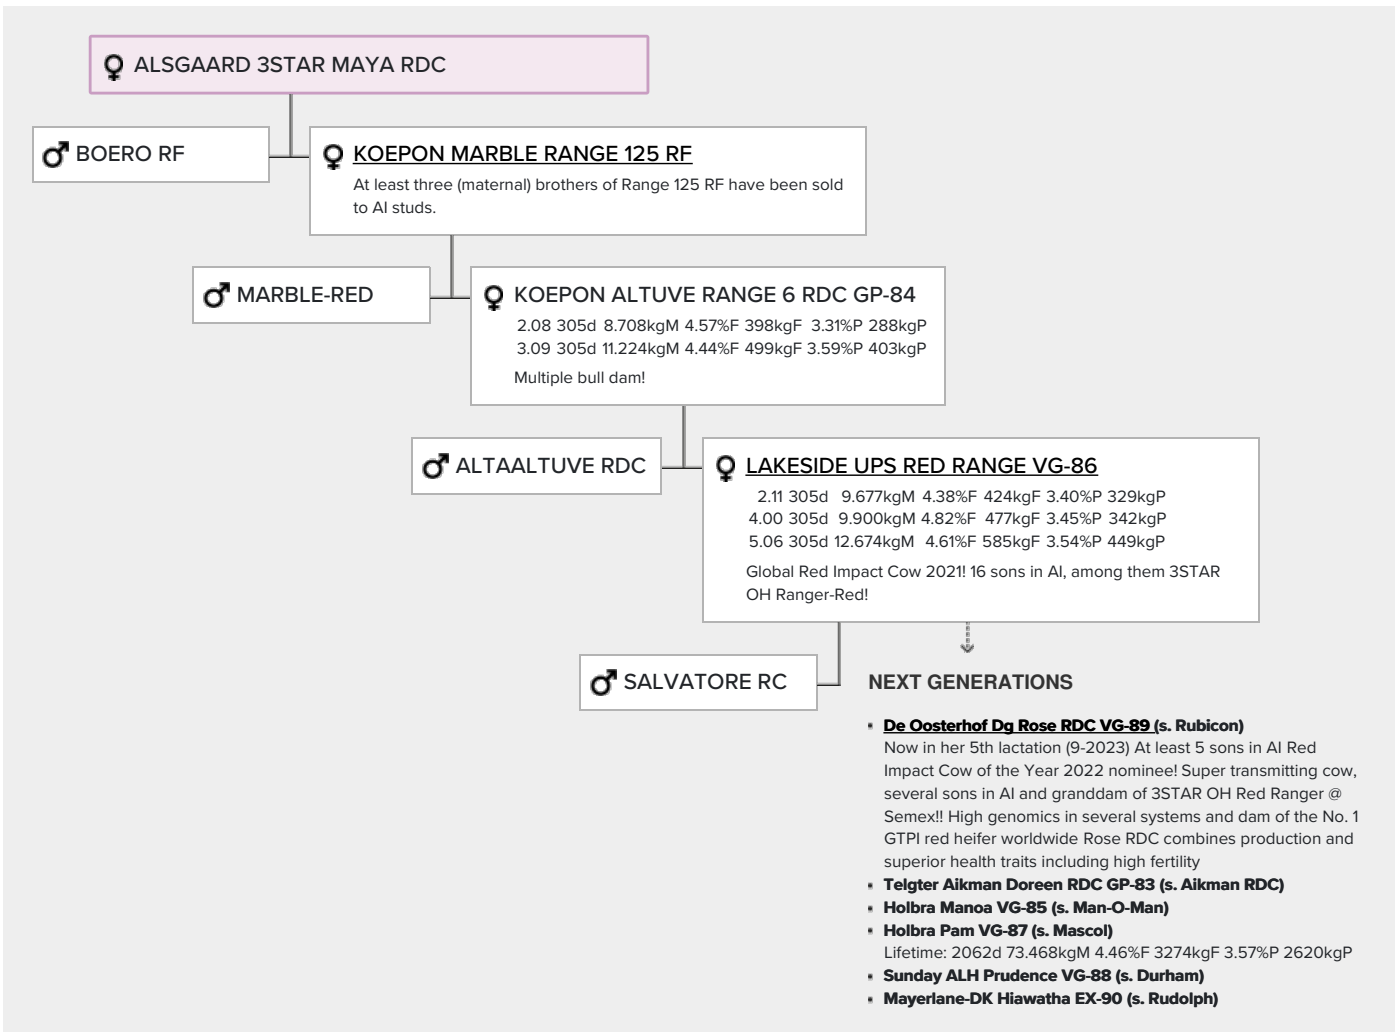 ALSGAARD 3STAR MAYA RDC
BOERO RF
KOEPON MARBLE RANGE 125 RF
At least three (maternal) brothers of Range 125 RF have been sold
to AI studs.
MARBLE-RED
KOEPON ALTUVE RANGE 6 RDC GP-84
2.08 305d 8.708kgM 4.57%F 398kgF 3.31%P 288kgP
3.09 305d 11.224kgM 4.44%F 499kgF 3.59%P 403kgP
Multiple bull dam!
ALTAALTUVE RDC
LAKESIDE UPS RED RANGE VG-86
2.11 305d 9.677kgM 4.38%F 424kgF 3.40%P 329kgP
4.00 305d 9.900kgM 4.82%F 477kgF 3.45%P 342kgP
5.06 305d 12.674kgM 4.61%F 585kgF 3.54%P 449kgP
Global Red Impact Cow 2021! 16 sons in AI, among them 3STAR
OH Ranger-Red!
SALVATORE RC
NEXT GENERATIONS
▪ De Oosterhof Dg Rose RDC VG-89 (s. Rubicon)
Now in her 5th lactation (9-2023) At least 5 sons in AI Red
Impact Cow of the Year 2022 nominee! Super transmitting cow,
several sons in AI and granddam of 3STAR OH Red Ranger @
Semex!! High genomics in several systems and dam of the No. 1
GTPI red heifer worldwide Rose RDC combines production and
superior health traits including high fertility
▪ Telgter Aikman Doreen RDC GP-83 (s. Aikman RDC)
▪ Holbra Manoa VG-85 (s. Man-O-Man)
▪ Holbra Pam VG-87 (s. Mascol)
Lifetime: 2062d 73.468kgM 4.46%F 3274kgF 3.57%P 2620kgP
▪ Sunday ALH Prudence VG-88 (s. Durham)
▪ Mayerlane-DK Hiawatha EX-90 (s. Rudolph)